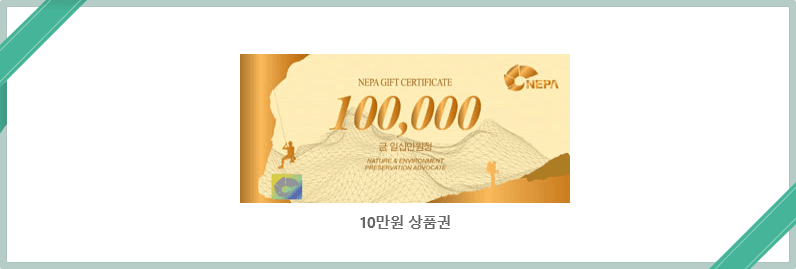 NEPA GIFT CERTIFICATE
NEPA
100,000
금 일십만원정
NATURE & ENVIRONMENT
PRESERVATION ADVOCATE
10만원 상품권